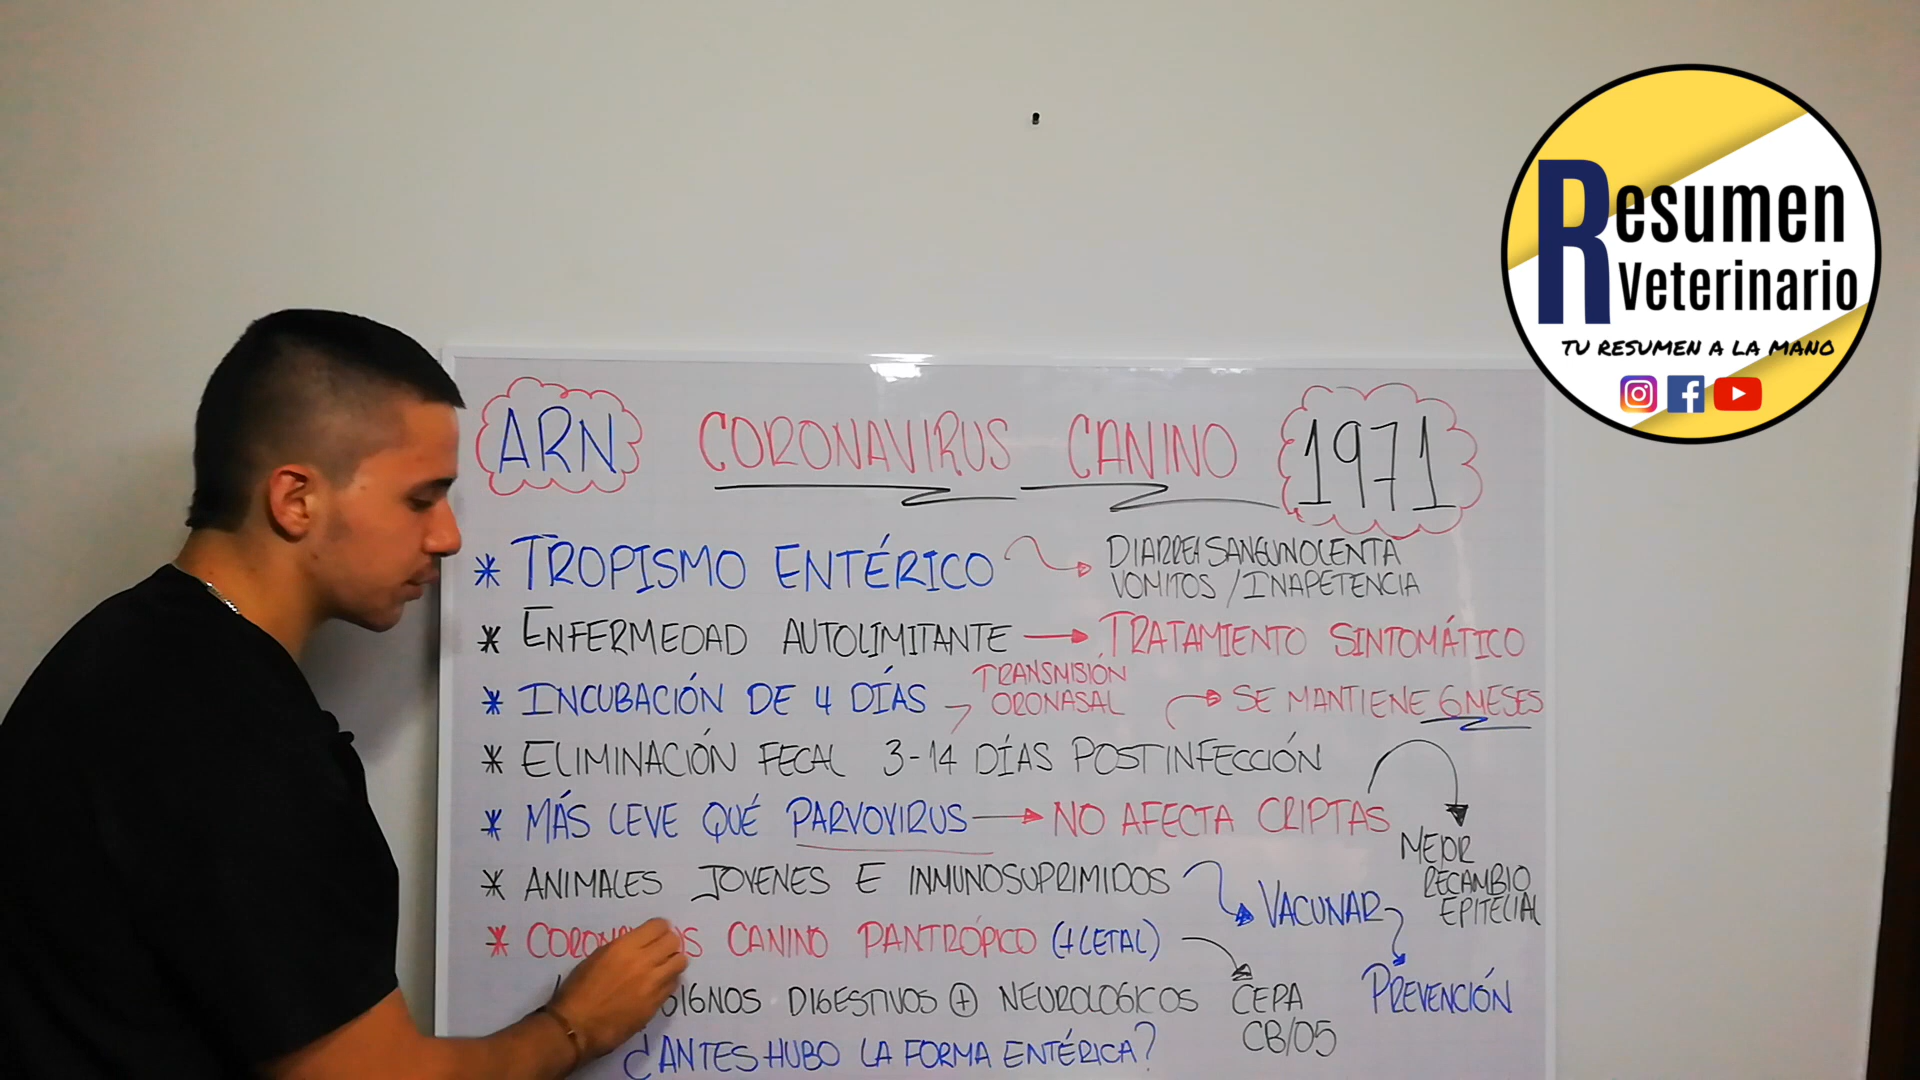 Resumen
Veterinario
TU RESUMEN A LA MANO
ARN CORONAVIRUS CANINO 1971
* TROPISMO ENTÉRICO DIARREA SANGUINOLENTA
VOMITOS / INAPETENCIA
* ENFERMEDAD AUTOLIMITANTE → TRATAMIENTO SINTOMÁTICO
TRANSMISIÓN
ORONASAL
* INCUBACIÓN DE 4 DÍAS → SE MANTIENE 6 MESES
* ELIMINACIÓN FECAL 3-14 DÍAS POSTINFECCIÓN
* MÁS LEVE QUÉ PARVOVIRUS → NO AFECTA CRIPTAS
MEJOR
RECAMBIO
EPITELIAL
* ANIMALES JOVENES E INMUNOSUPRIMIDOS
VACUNAR
PREVENCIÓN
* CANINO PANTRÓPICO (+LETAL)
SIGNOS DIGESTIVOS + NEUROLOGICOS CEPA
CB/05
¿ANTES HUBO LA FORMA ENTÉRICA?